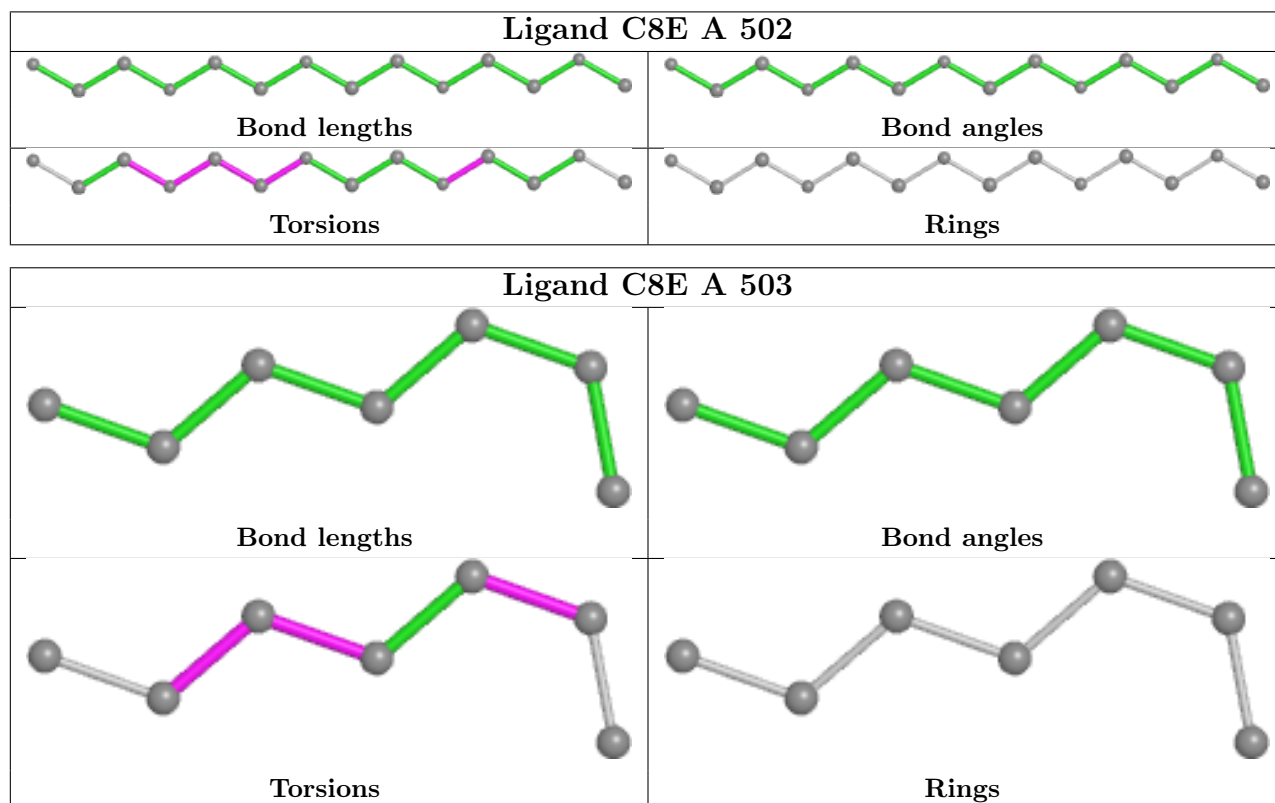 Ligand C8E A 502
Bond lengths
Bond angles
Torsions
Rings
Ligand C8E A 503
Bond lengths
Bond angles
Torsions
Rings